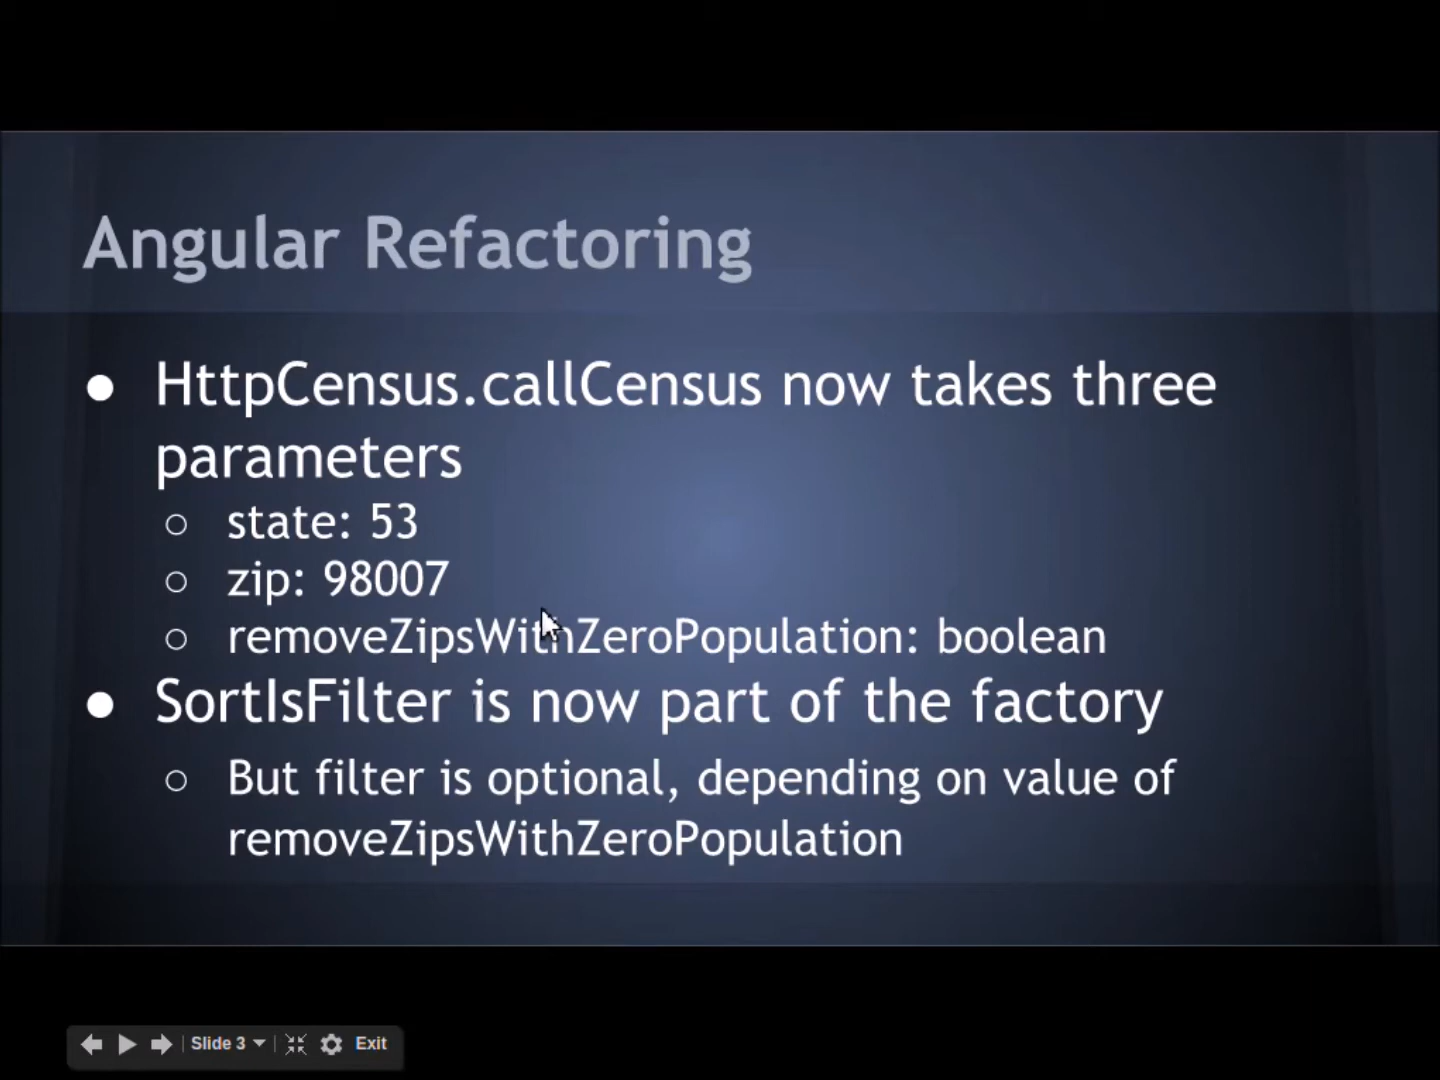 Angular Refactoring
● HttpCensus.callCensus now takes three
parameters
○ state: 53
○ zip: 98007
○ removeZipsWithZeroPopulation: boolean
● SortIsFilter is now part of the factory
○ But filter is optional, depending on value of
removeZipsWithZeroPopulation
Slide 3 Exit